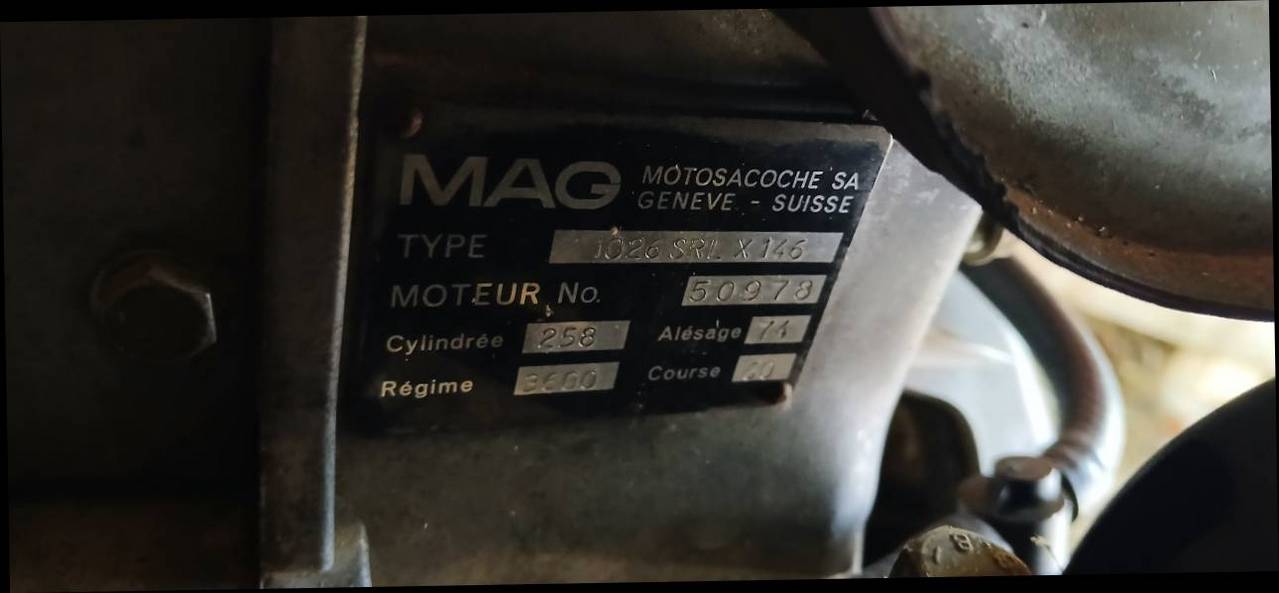 MAG
MOTOSACOCHE SA
GENEVE - SUISSE
TYPE 1026 SRL X 146
MOTEUR No. 50978
Cylindrée 258 Alésage 74
Régime 3600 Course 60